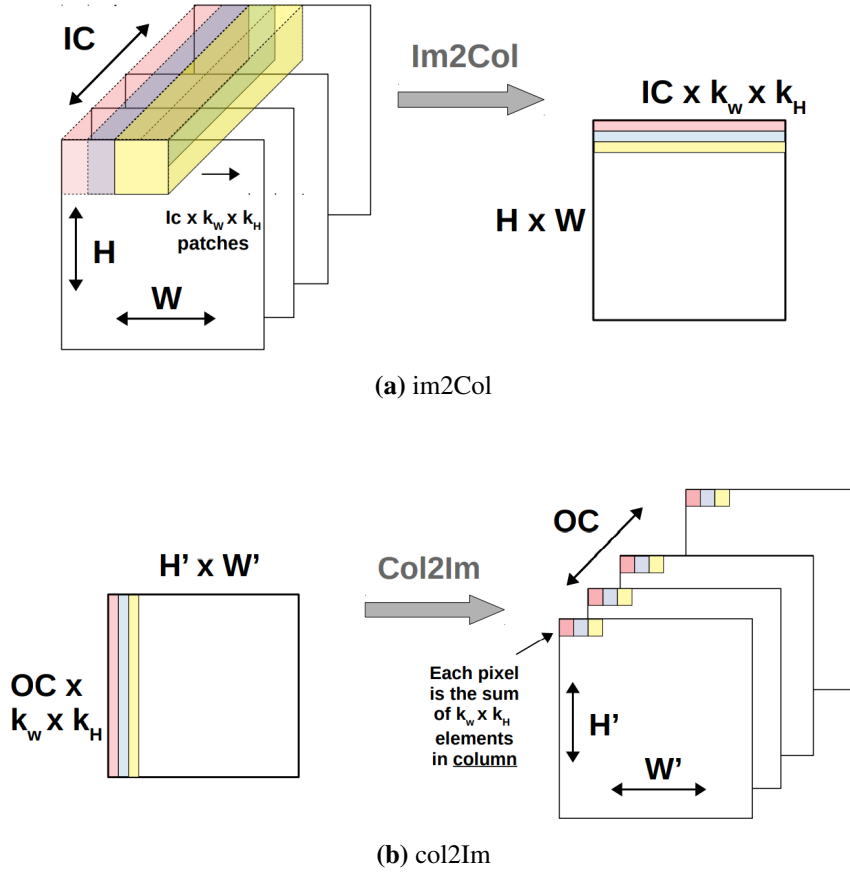 IC
Im2Col
IC x kw x kH
H x W
Ic x kw x kH
patches
H
W
(a) im2Col
H' x W'
Col2Im
OC
OC x
kw x kH
Each pixel
is the sum
of kw x kH
elements
in column
H'
W'
(b) col2Im